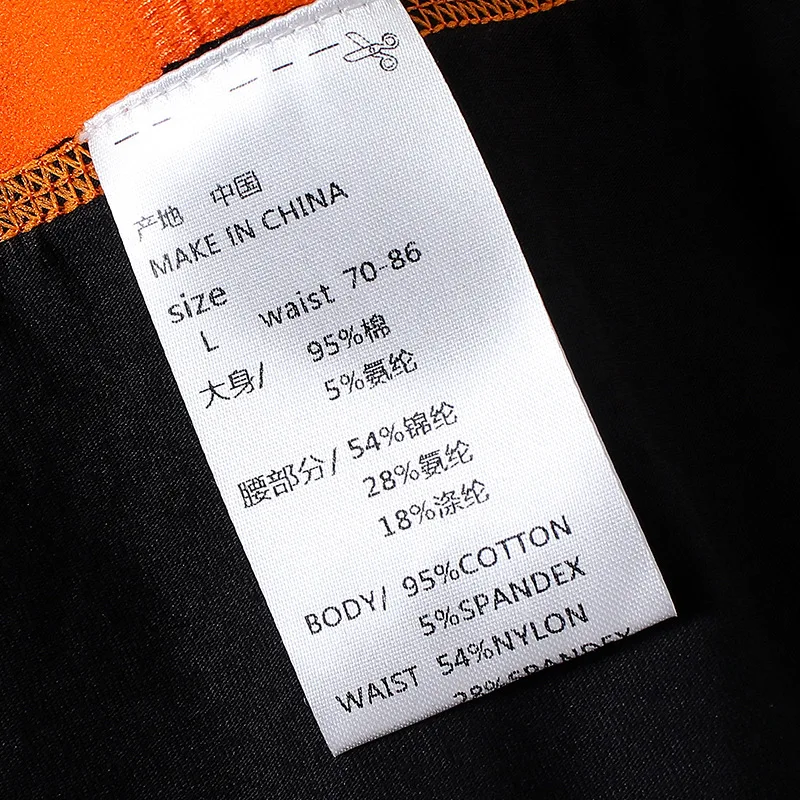 产地 中国
MAKE IN CHINA
size
L waist 70-86
大身/ 95%棉
5%氨纶
腰部分/ 54%锦纶
28%氨纶
18%涤纶
BODY/ 95%COTTON
5%SPANDEX
WAIST 54%NYLON
28%SPANDEX